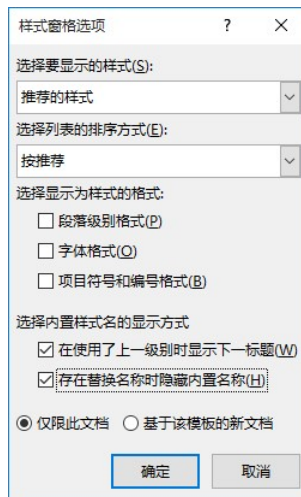 样式窗格选项 ?
选择要显示的样式(S):
推荐的样式
选择列表的排序方式(E):
按推荐
选择显示为样式的格式:
段落级别格式(P)
字体格式(O)
项目符号和编号格式(B)
选择内置样式名的显示方式
在使用了上一级别时显示下一标题(W)
存在替换名称时隐藏内置名称(H)
仅限此文档 基于该模板的新文档
确定 取消